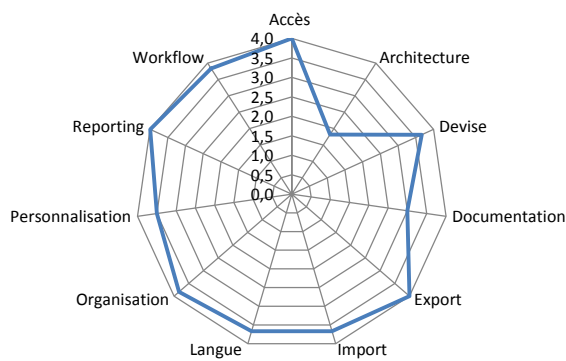 Accès
4,0
3,5
3,0
2,5
2,0
1,5
1,0
0,5
0,0
Architecture
Devise
Documentation
Export
Import
Langue
Organisation
Personnalisation
Reporting
Workflow